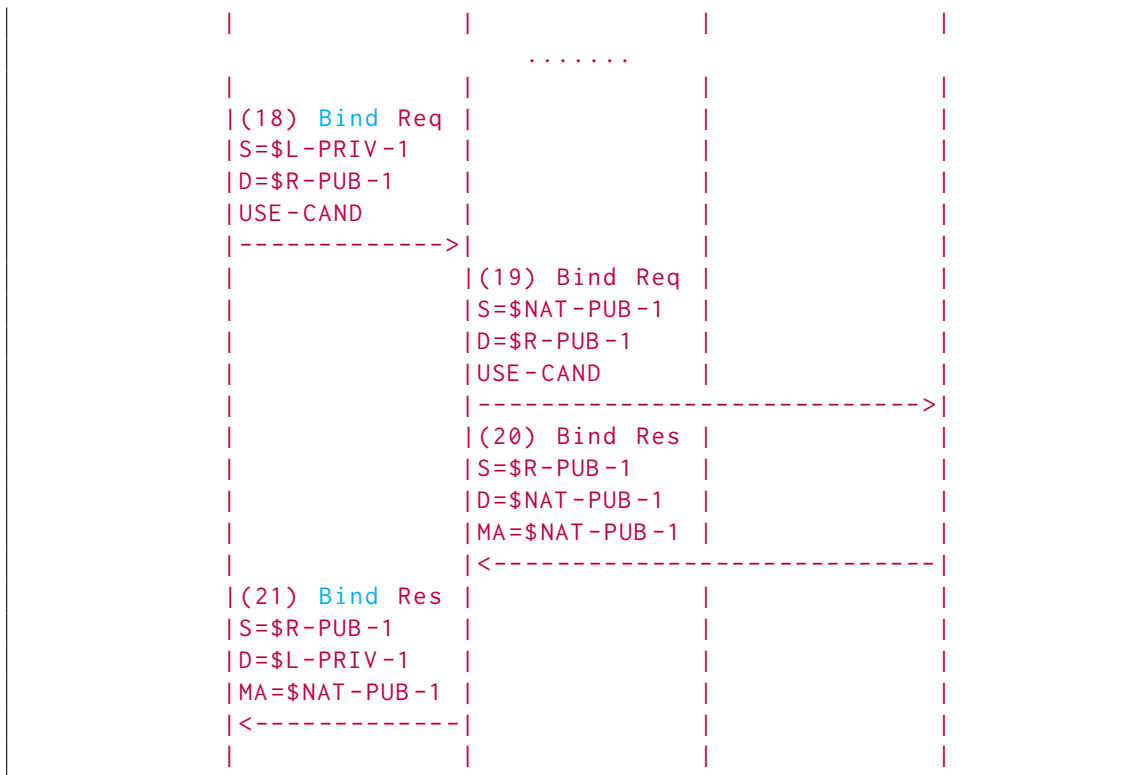 |              |              |              |
.......
|              |              |              |
|(18) Bind Req |              |              |
|S=$L-PRIV-1   |              |              |
|D=$R-PUB-1    |              |              |
|USE-CAND      |              |              |
|------------->|              |              |
|              |(19) Bind Req |              |
|              |S=$NAT-PUB-1  |              |
|              |D=$R-PUB-1    |              |
|              |USE-CAND      |              |
|              |---------------------------->|
|              |(20) Bind Res |              |
|              |S=$R-PUB-1    |              |
|              |D=$NAT-PUB-1  |              |
|              |MA=$NAT-PUB-1 |              |
|              |<----------------------------|
|(21) Bind Res |              |              |
|S=$R-PUB-1    |              |              |
|D=$L-PRIV-1   |              |              |
|MA=$NAT-PUB-1 |              |              |
|<-------------|              |              |
|              |              |              |